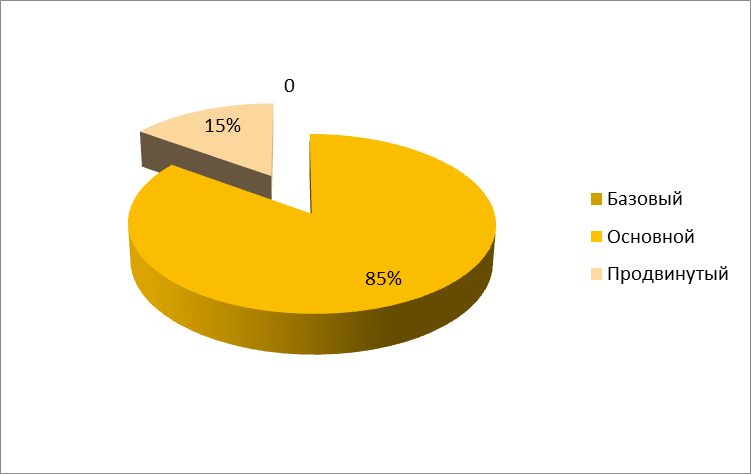 0
15%
85%
Базовый
Основной
Продвинутый